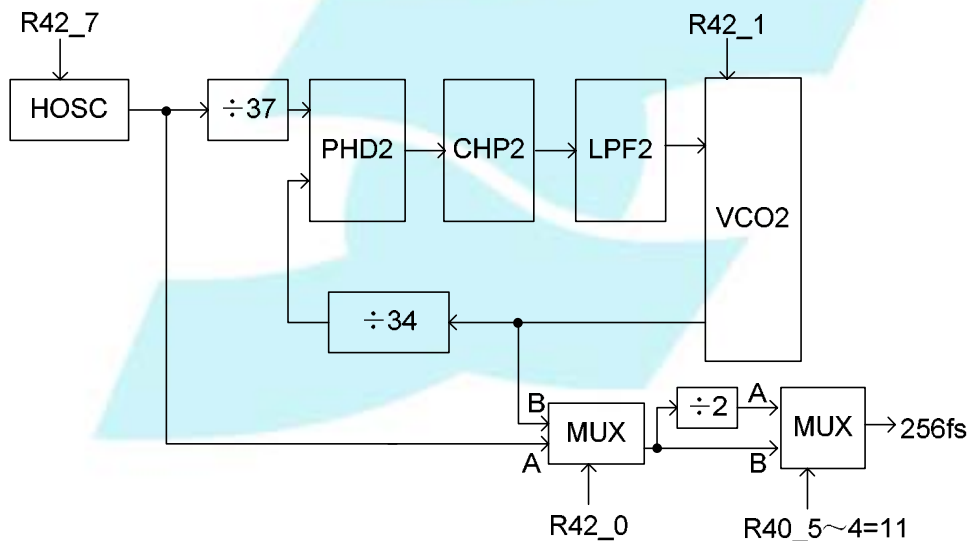 R42_7
R42_1
HOSC
÷37
PHD2
CHP2
LPF2
VCO2
÷34
B
A
MUX
÷2
A
B
MUX
256fs
R42_0
R40_5～4=11